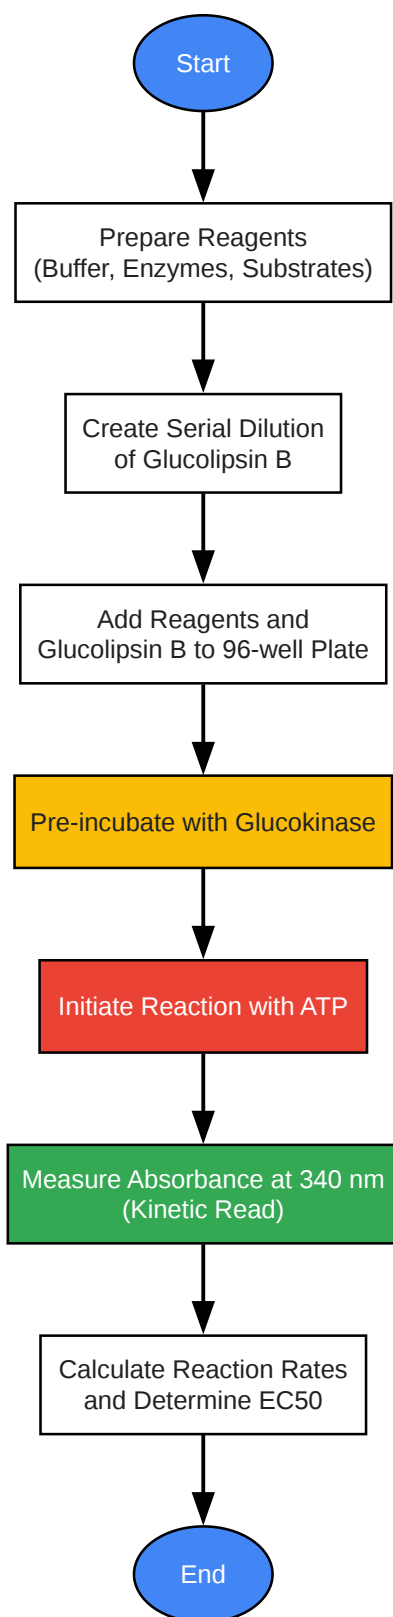 Start
Prepare Reagents
(Buffer, Enzymes, Substrates)
Create Serial Dilution
of Glucolipsin B
Add Reagents and
Glucolipsin B to 96-well Plate
Pre-incubate with Glucokinase
Initiate Reaction with ATP
Measure Absorbance at 340 nm
(Kinetic Read)
Calculate Reaction Rates
and Determine EC50
End